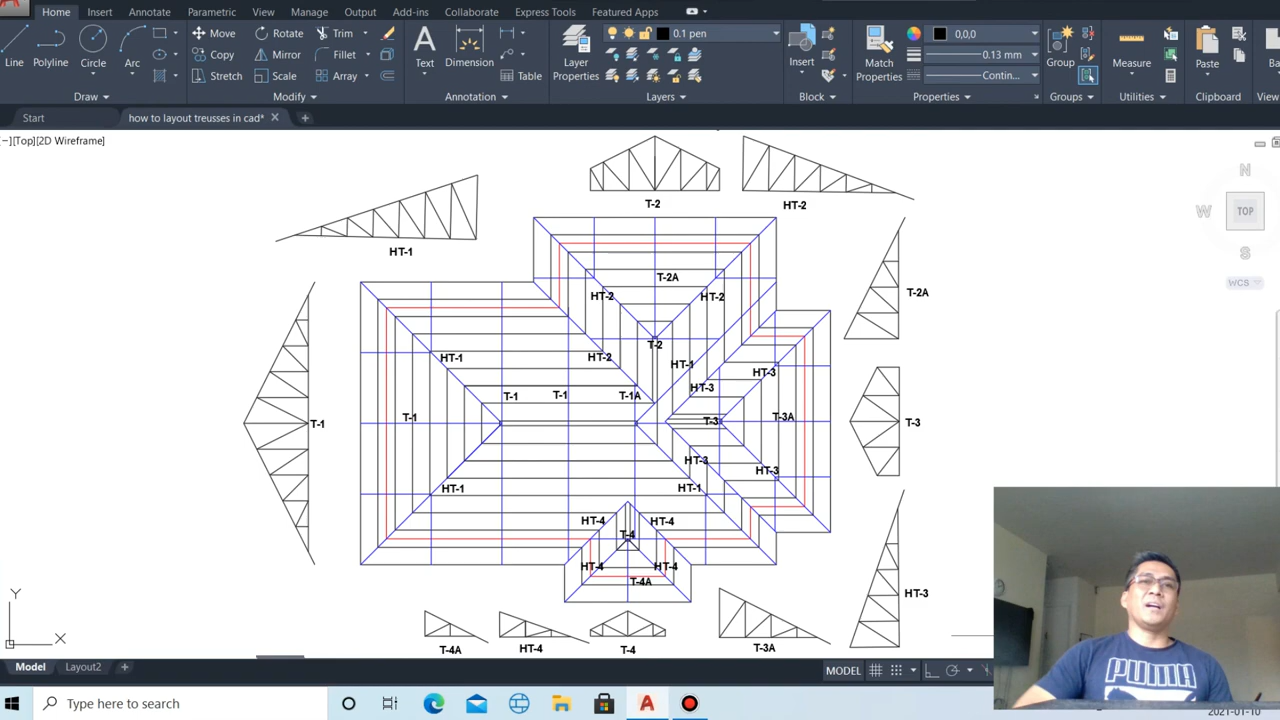 Home Insert Annotate Parametric View Manage Output Add-ins Collaborate Express Tools Featured Apps
Line Polyline Circle Arc
Move Rotate Trim
Copy Mirror Fillet
Stretch Scale Array
Text Dimension Table
Layer Properties
0.1 pen
Insert
Match Properties
0,0,0
0.13 mm
Contin...
Group
Measure
Paste
Draw Modify Annotation Layers Block Properties Groups Utilities Clipboard
Start how to layout treusses in cad*
[−][Top][2D Wireframe]
N
W TOP
S
WCS
T-2
HT-2
HT-1
T-2A
T-2A
HT-2 HT-2
T-2
HT-1 HT-2 HT-1
HT-3 HT-3
T-1 T-1 T-1A
T-1 T-1 T-3 T-3A T-3
HT-3 HT-3
HT-1 HT-1
HT-4 HT-4
T-4
HT-4 HT-4
T-4A
HT-3
T-4A HT-4 T-4 T-3A
Y
X
Model Layout2
MODEL
PUMA
Type here to search
2021-01-10